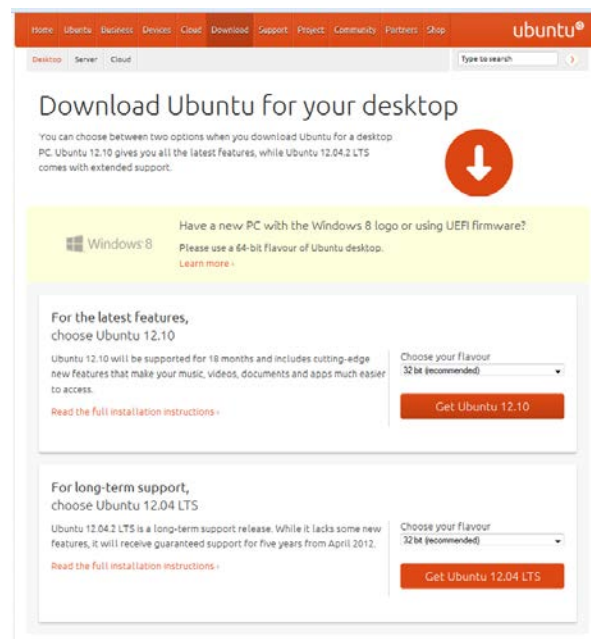 Home Ubuntu Business Devices Cloud Download Support Project Community Partners Shop ubuntu®
Desktop Server Cloud Type to search
Download Ubuntu for your desktop
You can choose between two options when you download Ubuntu for a desktop
PC. Ubuntu 12.10 gives you all the latest features, while Ubuntu 12.04.2 LTS
comes with extended support.
Windows 8
Have a new PC with the Windows 8 logo or using UEFI firmware?
Please use a 64-bit flavour of Ubuntu desktop.
Learn more ›
For the latest features,
choose Ubuntu 12.10
Ubuntu 12.10 will be supported for 18 months and includes cutting-edge
new features that make your music, videos, documents and apps much easier
to access.
Read the full installation instructions ›
Choose your flavour
32 bit (recommended)
Get Ubuntu 12.10
For long-term support,
choose Ubuntu 12.04 LTS
Ubuntu 12.04.2 LTS is a long-term support release. While it lacks some new
features, it will receive guaranteed support for five years from April 2012.
Read the full installation instructions ›
Choose your flavour
32 bit (recommended)
Get Ubuntu 12.04 LTS